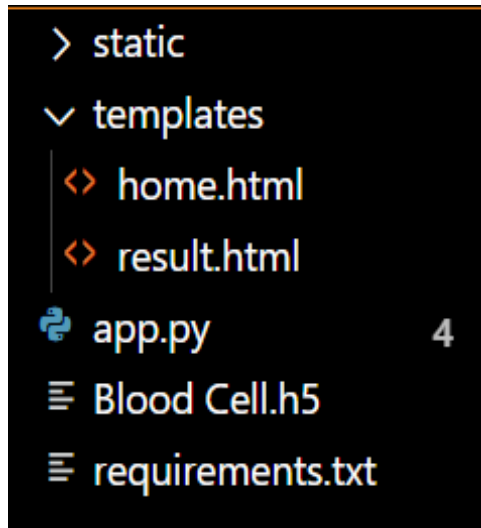 static
templates
home.html
result.html
app.py 4
Blood Cell.h5
requirements.txt